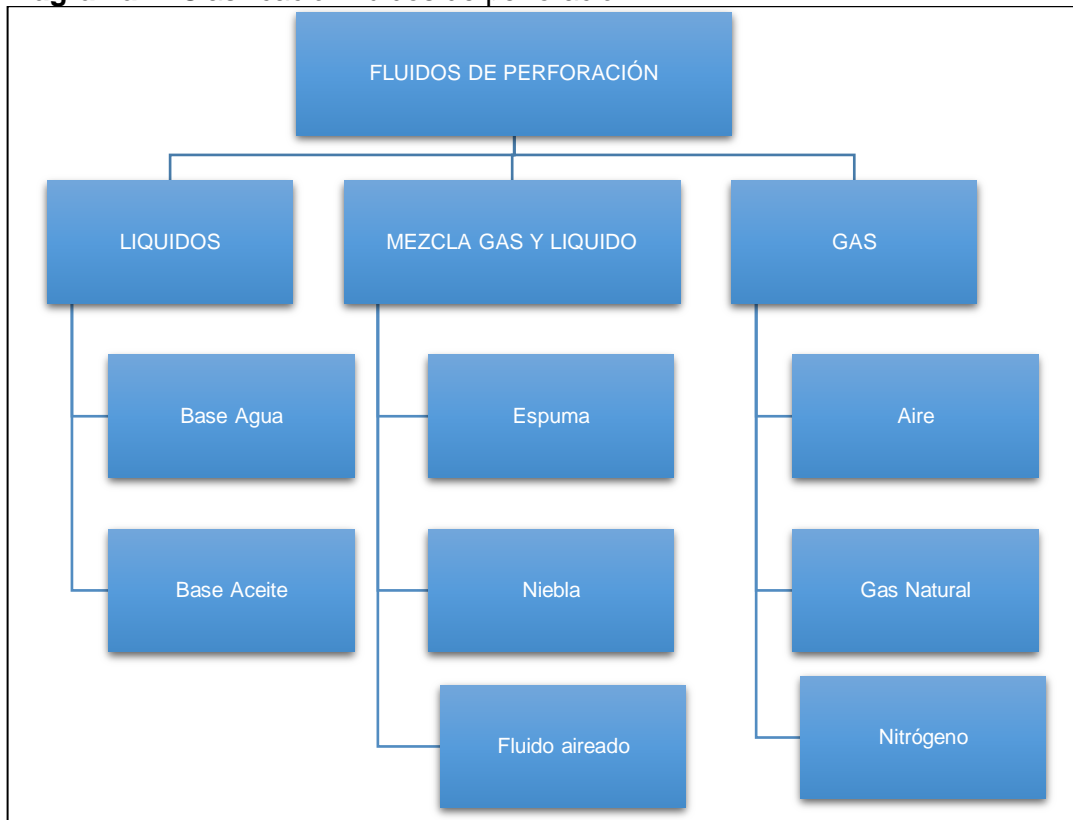 FLUIDOS DE PERFORACIÓN
LIQUIDOS
MEZCLA GAS Y LIQUIDO
GAS
Base Agua
Espuma
Aire
Base Aceite
Niebla
Gas Natural
Fluido aireado
Nitrógeno